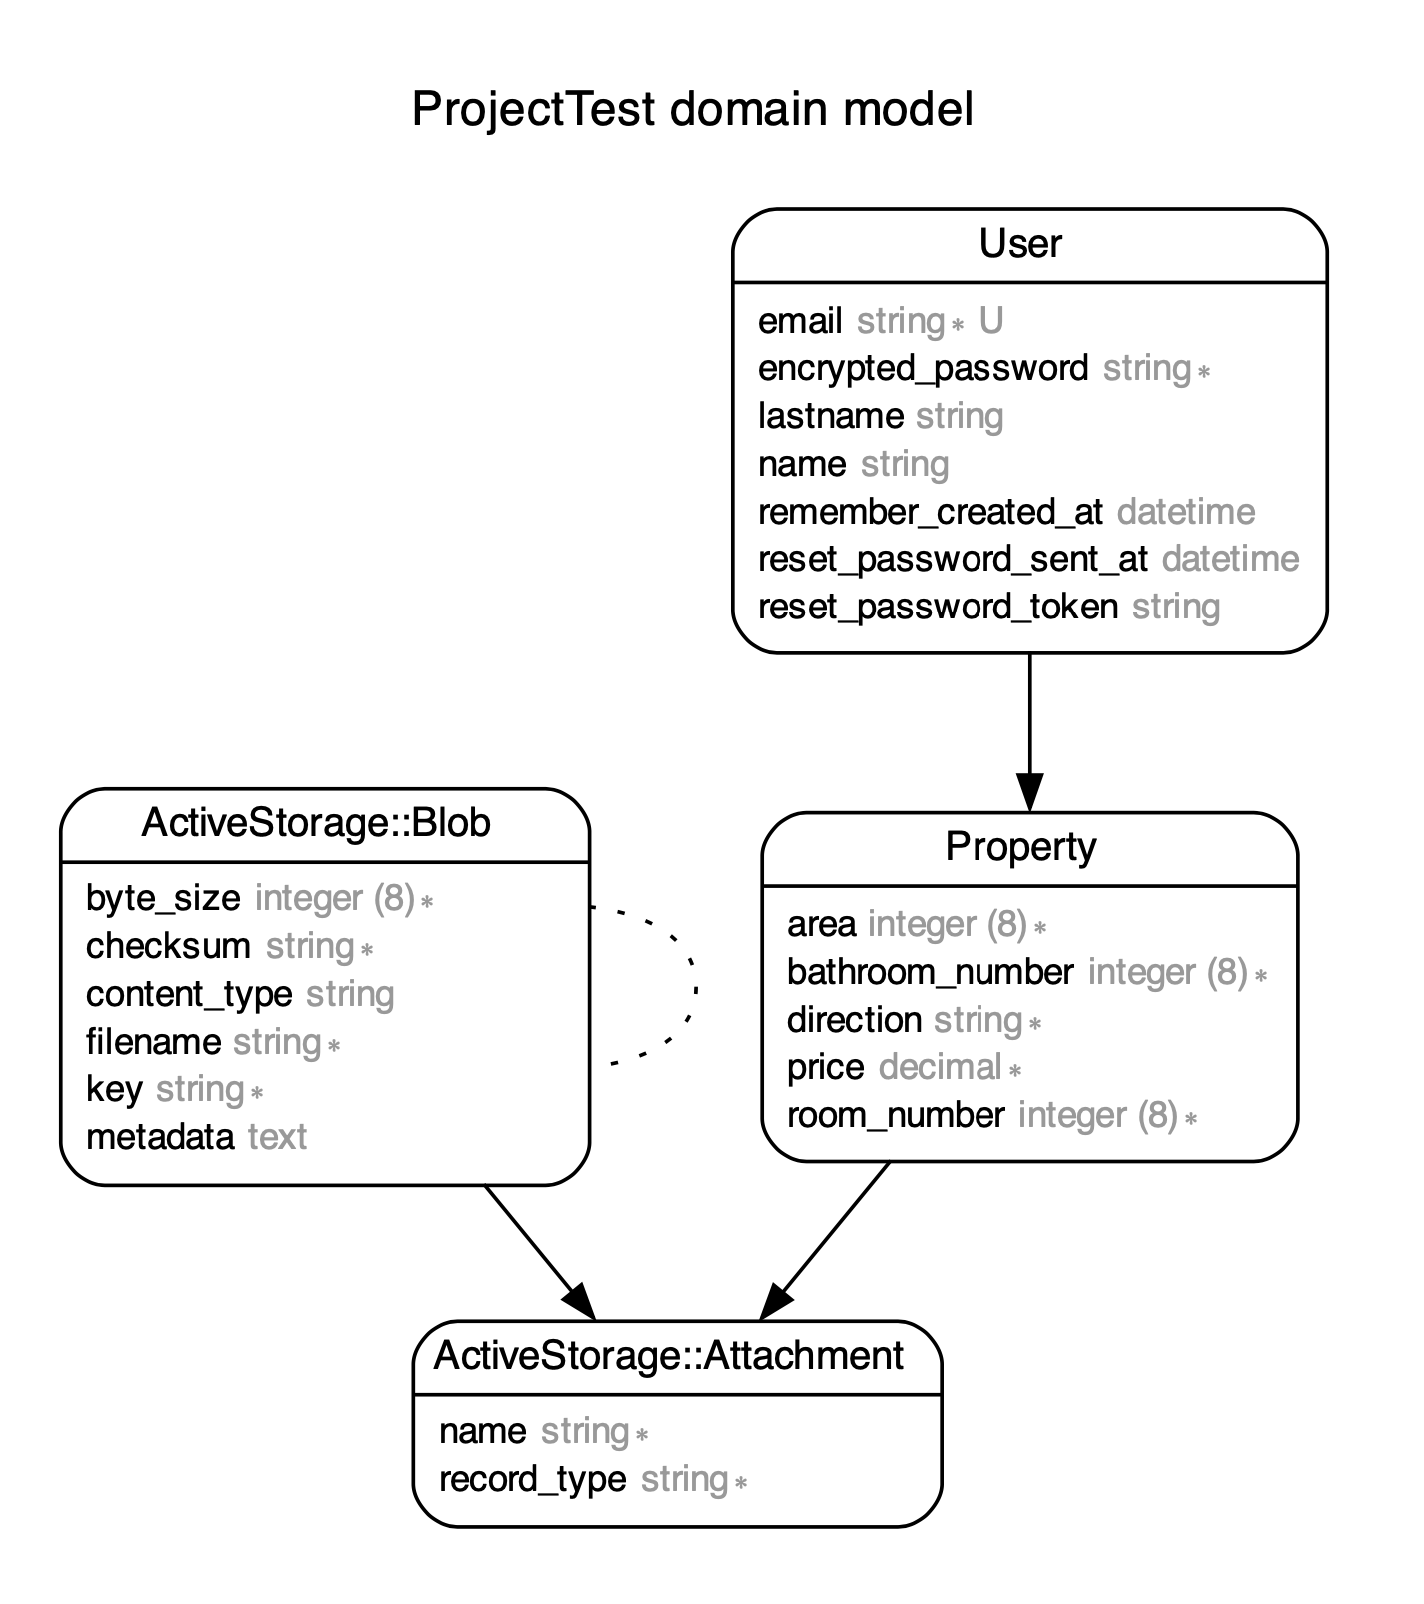 ProjectTest domain model
User
email string * U
encrypted_password string *
lastname string
name string
remember_created_at datetime
reset_password_sent_at datetime
reset_password_token string
ActiveStorage::Blob
byte_size integer (8) *
checksum string *
content_type string
filename string *
key string *
metadata text
Property
area integer (8) *
bathroom_number integer (8) *
direction string *
price decimal *
room_number integer (8) *
ActiveStorage::Attachment
name string *
record_type string *